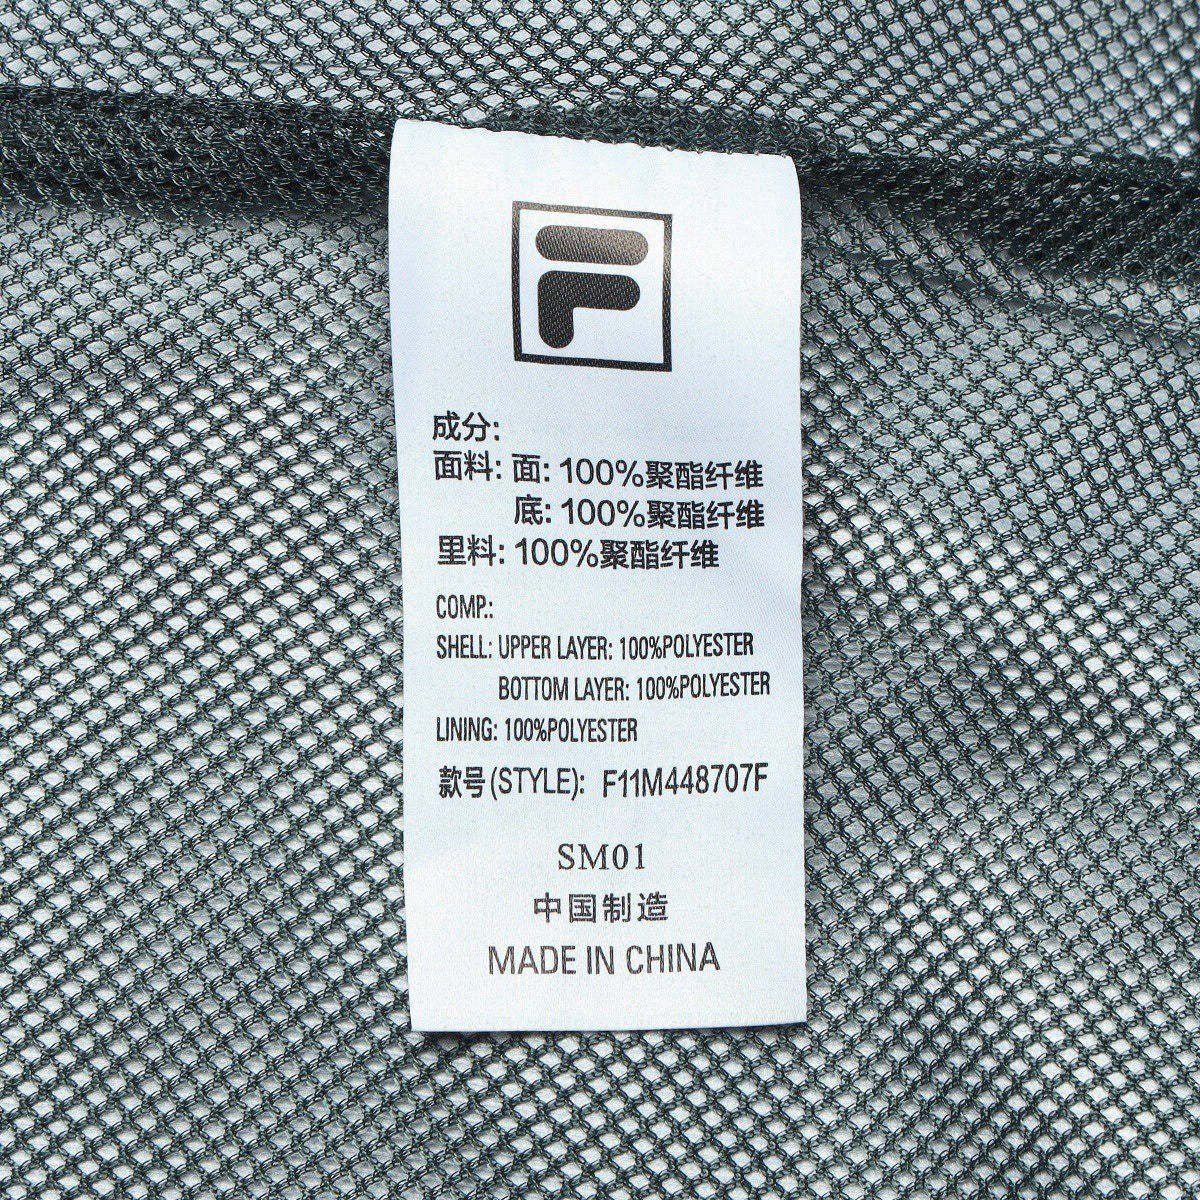 F
成分:
面料: 面: 100%聚酯纤维
底: 100%聚酯纤维
里料: 100%聚酯纤维
COMP.:
SHELL: UPPER LAYER: 100%POLYESTER
BOTTOM LAYER: 100%POLYESTER
LINING: 100%POLYESTER
款号(STYLE): F11M448707F
SM01
中国制造
MADE IN CHINA